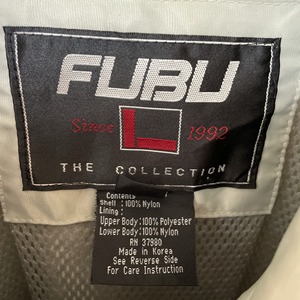 FUBU
Since 1992
L
THE COLLECTION
Contents
Shell : 100% Nylon
Lining :
Upper Body: 100% Polyester
Lower Body: 100% Nylon
RN 37980
Made in Korea
See Reverse Side
For Care Instruction